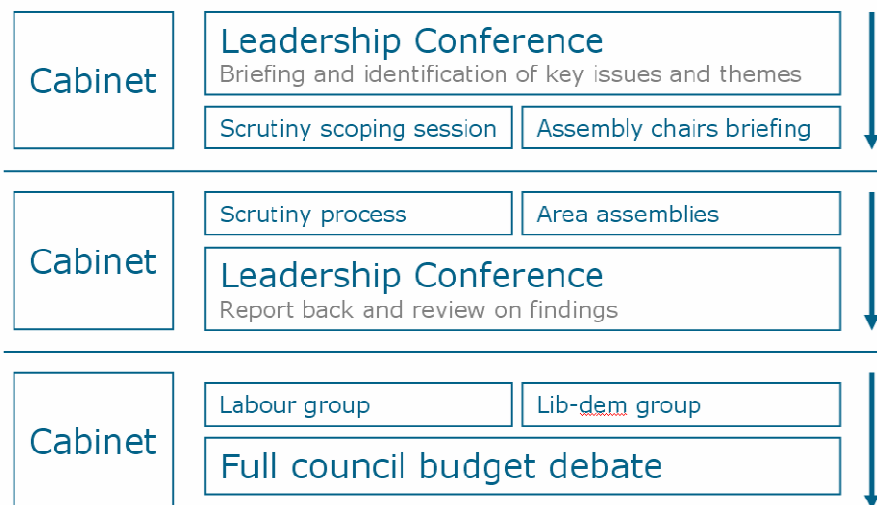 Cabinet
Leadership Conference
Briefing and identification of key issues and themes
Scrutiny scoping session
Assembly chairs briefing
Cabinet
Scrutiny process
Area assemblies
Leadership Conference
Report back and review on findings
Cabinet
Labour group
Lib-dem group
Full council budget debate